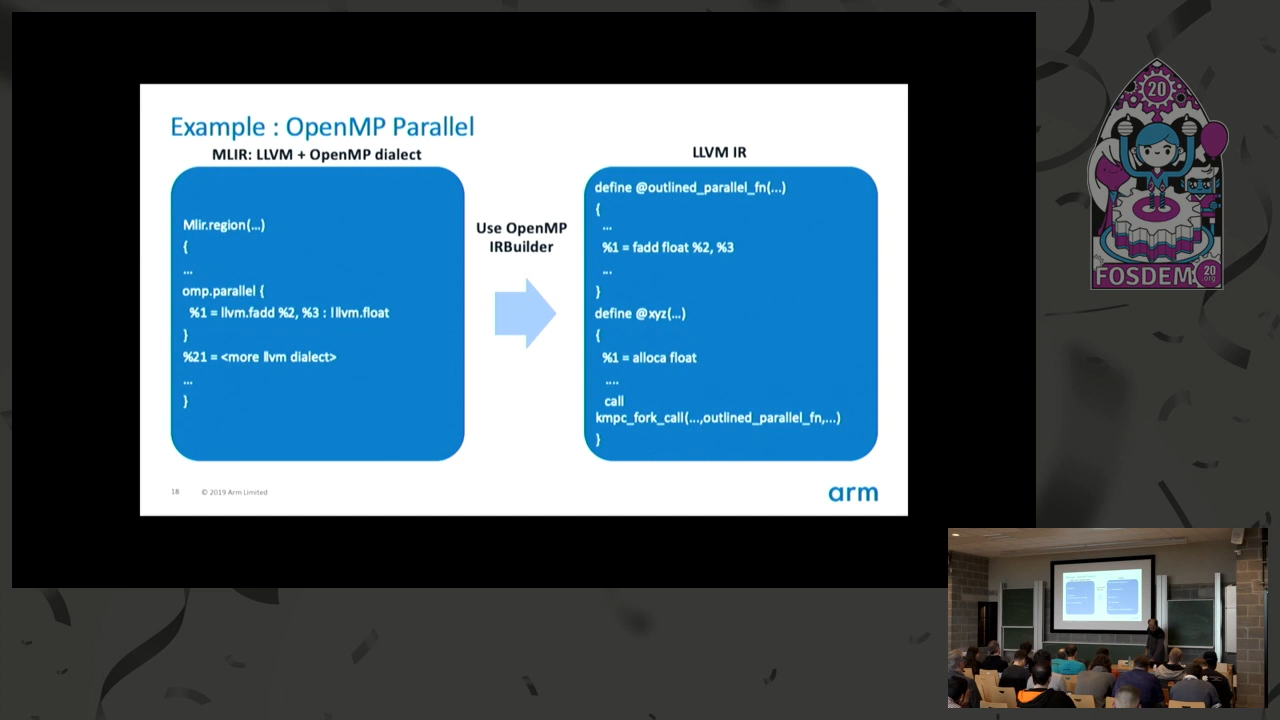 Example : OpenMP Parallel
MLIR: LLVM + OpenMP dialect
Mlir.region(...)
{
...
omp.parallel {
%1 = llvm.fadd %2, %3 : !llvm.float
}
%21 = <more llvm dialect>
...
}
Use OpenMP
IRBuilder
LLVM IR
define @outlined_parallel_fn(...)
{
...
%1 = fadd float %2, %3
...
}
define @xyz(...)
{
%1 = alloca float
....
call
kmpc_fork_call(...,outlined_parallel_fn,...)
}
18 © 2019 Arm Limited
arm
20
FOSDEM 20
.org